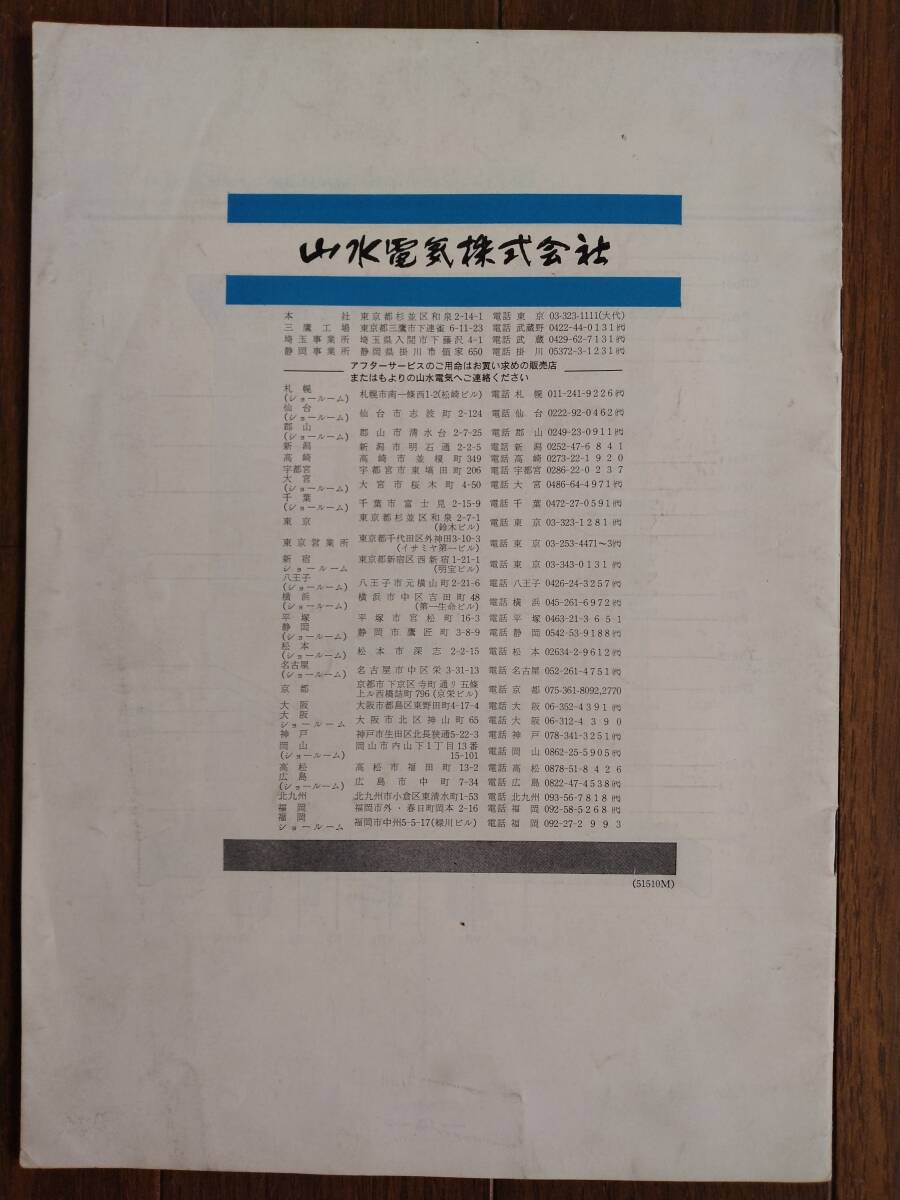 山水電気株式会社
本社 東京都杉並区和泉2-14-1 電話 東京 03-323-1111(大代)
三鷹工場 東京都三鷹市下連雀6-11-23 電話 武蔵野 0422-44-0131㈹
埼玉事業所 埼玉県入間市下藤沢4-1 電話 武蔵 0429-62-7131㈹
静岡事業所 静岡県掛川市領家650 電話 掛川 05372-3-1231㈹
アフターサービスのご用命はお買い求めの販売店
またはもよりの山水電気へご連絡ください
札幌(ショールーム) 札幌市南一條西1-2(松崎ビル) 電話 札幌 011-241-9226㈹
仙台(ショールーム) 仙台市志波町2-124 電話 仙台 0222-92-0462㈹
郡山(ショールーム) 郡山市清水台2-7-25 電話 郡山 0249-23-0911㈹
新潟 新潟市明石通2-2-5 電話 新潟 0252-47-6841
高崎 高崎市並榎町349 電話 高崎 0273-22-1920
宇都宮 宇都宮市東塙田町206 電話 宇都宮 0286-22-0237
大宮(ショールーム) 大宮市桜木町4-50 電話 大宮 0486-64-4971㈹
千葉(ショールーム) 千葉市富士見2-15-9 電話 千葉 0472-27-0591㈹
東京 東京都杉並区和泉2-7-1(鈴木ビル) 電話 東京 03-323-1281㈹
東京営業所 東京都千代田区外神田3-10-3(イサミヤ第一ビル) 電話 東京 03-253-4471～3㈹
新宿ショールーム 東京都新宿区西新宿1-21-1(明宝ビル) 電話 東京 03-343-0131㈹
八王子(ショールーム) 八王子市元横山町2-21-6 電話 八王子 0426-24-3257㈹
横浜(ショールーム) 横浜市中区吉田町48(第一生命ビル) 電話 横浜 045-261-6972㈹
平塚 平塚市宮松町16-3 電話 平塚 0463-21-3651
静岡(ショールーム) 静岡市鷹匠町3-8-9 電話 静岡 0542-53-9188㈹
松本(ショールーム) 松本市深志2-2-15 電話 松本 02634-2-9612㈹
名古屋(ショールーム) 名古屋市中区栄3-31-13 電話 名古屋 052-261-4751㈹
京都 京都市下京区寺町通り五條上ル西橋詰町796(京栄ビル) 電話 京都 075-361-8092,2770
大阪 大阪市都島区東野田町4-17-4 電話 大阪 06-352-4391㈹
大阪ショールーム 大阪市北区神山町65 電話 大阪 06-312-4390
神戸 神戸市生田区北長狭通5-22-3 電話 神戸 078-341-3251㈹
岡山(ショールーム) 岡山市内山下1丁目13番15-101 電話 岡山 0862-25-5905㈹
高松 高松市福田町13-2 電話 高松 0878-51-8426
広島(ショールーム) 広島市中町7-34 電話 広島 0822-47-4538㈹
北九州 北九州市小倉区東清水町1-53 電話 北九州 093-56-7818㈹
福岡 福岡市外・春日町岡本2-16 電話 福岡 092-58-5268㈹
福岡ショールーム 福岡市中州5-5-17(緑川ビル) 電話 福岡 092-27-2993
(51510M)